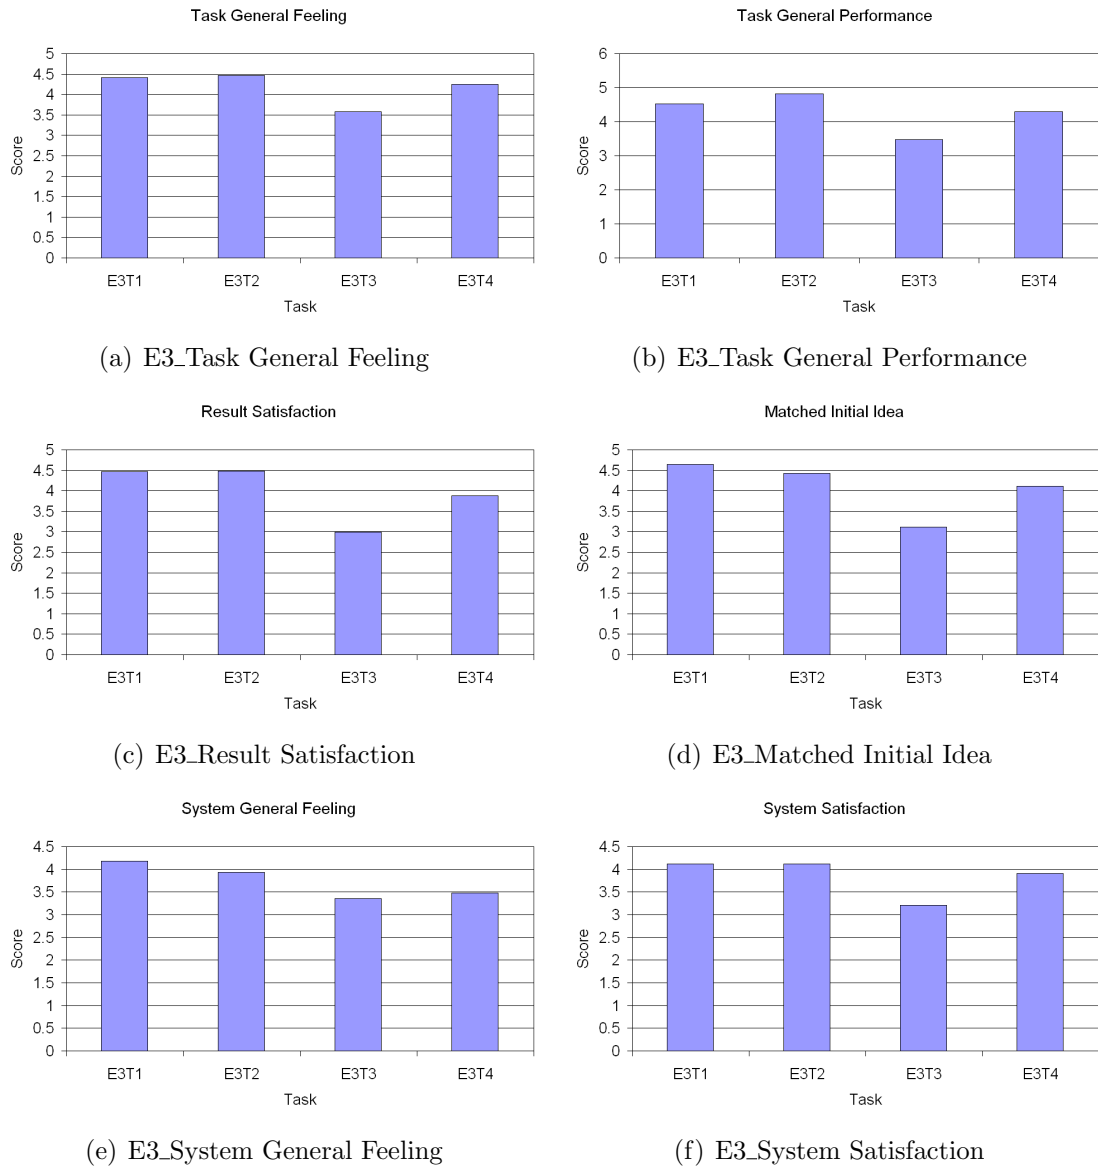 Task General Feeling
5
4.5
4
3.5
3
2.5
2
1.5
1
0.5
0
Score
E3T1 E3T2 E3T3 E3T4
Task
(a) E3_Task General Feeling
Task General Performance
6
5
4
3
2
1
0
Score
E3T1 E3T2 E3T3 E3T4
Task
(b) E3_Task General Performance
Result Satisfaction
5
4.5
4
3.5
3
2.5
2
1.5
1
0.5
0
Score
E3T1 E3T2 E3T3 E3T4
Task
(c) E3_Result Satisfaction
Matched Initial Idea
5
4.5
4
3.5
3
2.5
2
1.5
1
0.5
0
Score
E3T1 E3T2 E3T3 E3T4
Task
(d) E3_Matched Initial Idea
System General Feeling
4.5
4
3.5
3
2.5
2
1.5
1
0.5
0
Score
E3T1 E3T2 E3T3 E3T4
Task
(e) E3_System General Feeling
System Satisfaction
4.5
4
3.5
3
2.5
2
1.5
1
0.5
0
Score
E3T1 E3T2 E3T3 E3T4
Task
(f) E3_System Satisfaction